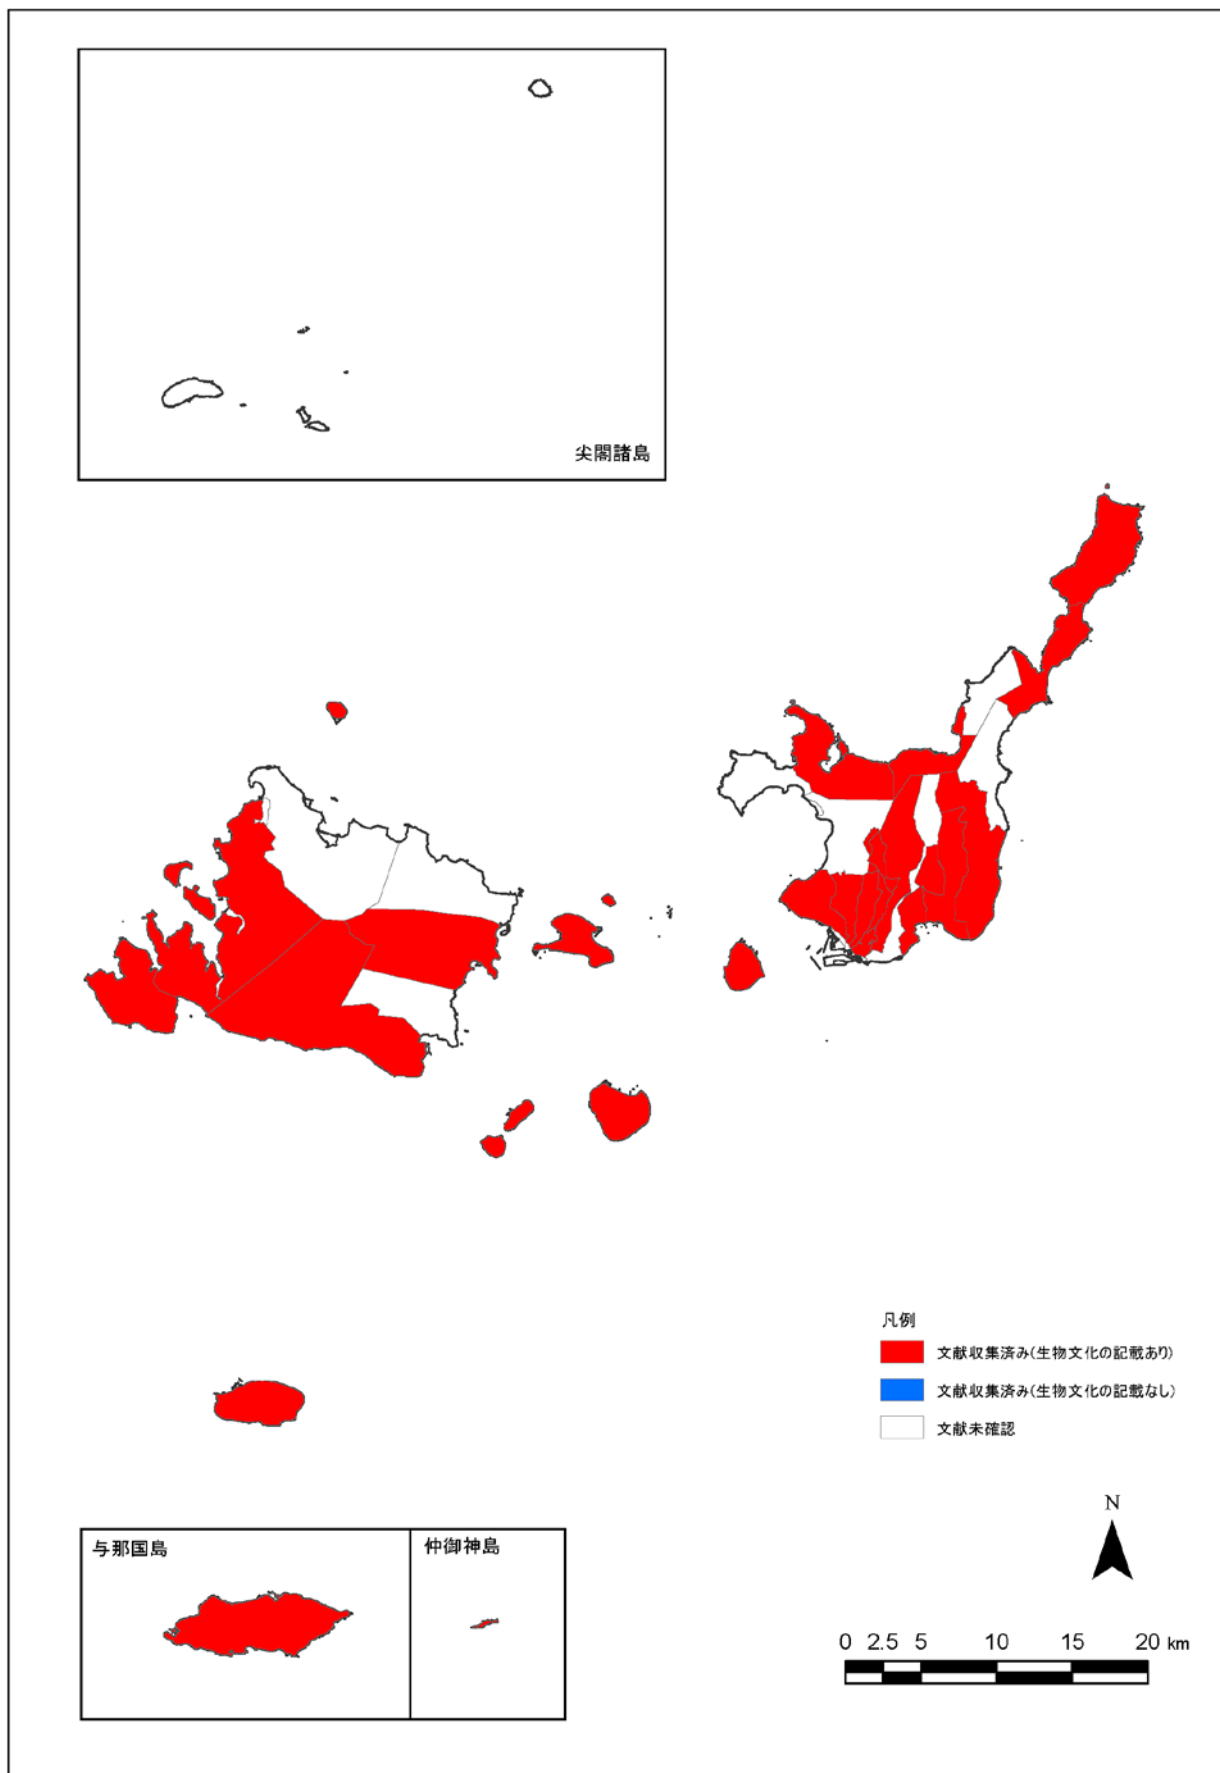 尖閣諸島
凡例
文献収集済み(生物文化の記載あり)
文献収集済み(生物文化の記載なし)
文献未確認
N
与那国島
仲御神島
0 2.5 5 10 15 20 km